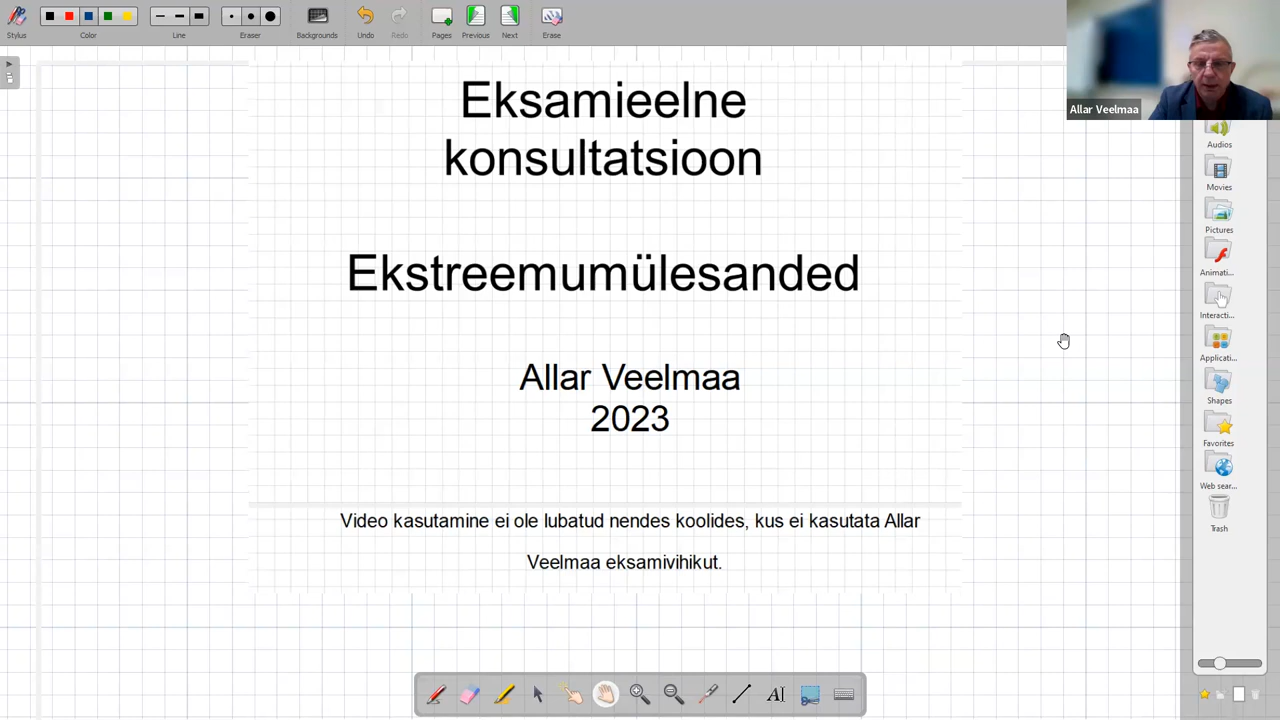 Stylus
Color
Line
Eraser
Backgrounds
Undo
Redo
Pages
Previous
Next
Erase
Allar Veelmaa
Eksamieelne
konsultatsioon
Ekstreemumülesanded
Allar Veelmaa
2023
Video kasutamine ei ole lubatud nendes koolides, kus ei kasutata Allar
Veelmaa eksamivihikut.
Audios
Movies
Pictures
Animati...
Interacti...
Applicati...
Shapes
Favorites
Web sear...
Trash